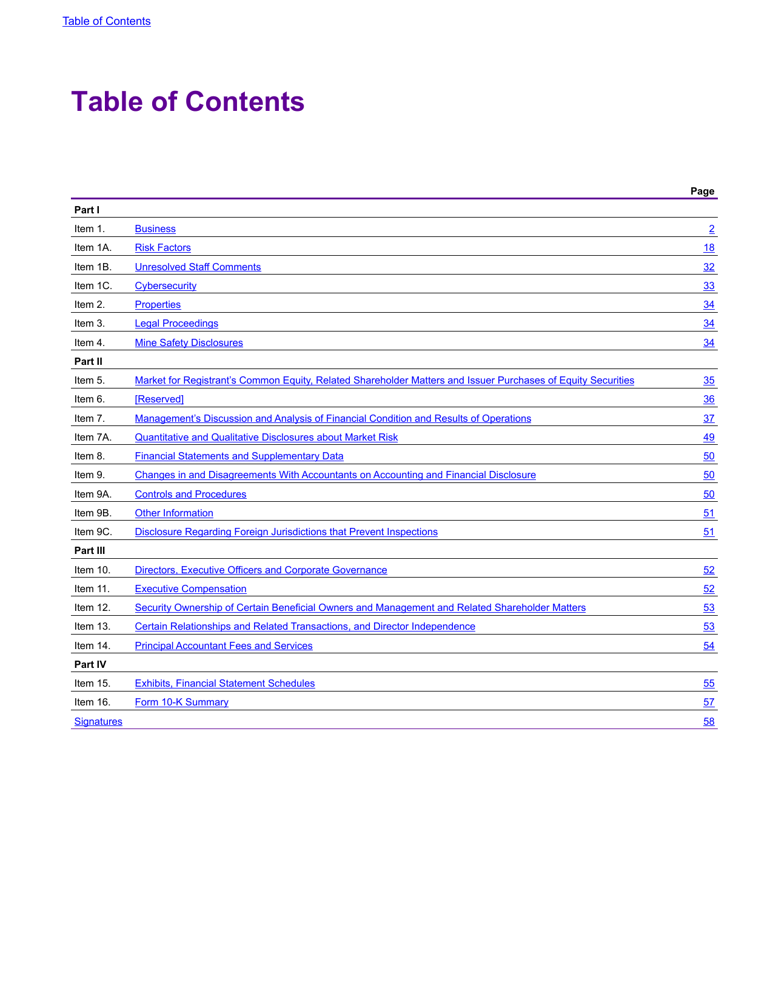 Table of Contents
Table of Contents
Page
Part I
Item 1. Business 2
Item 1A. Risk Factors 18
Item 1B. Unresolved Staff Comments 32
Item 1C. Cybersecurity 33
Item 2. Properties 34
Item 3. Legal Proceedings 34
Item 4. Mine Safety Disclosures 34
Part II
Item 5. Market for Registrant's Common Equity, Related Shareholder Matters and Issuer Purchases of Equity Securities 35
Item 6. [Reserved] 36
Item 7. Management's Discussion and Analysis of Financial Condition and Results of Operations 37
Item 7A. Quantitative and Qualitative Disclosures about Market Risk 49
Item 8. Financial Statements and Supplementary Data 50
Item 9. Changes in and Disagreements With Accountants on Accounting and Financial Disclosure 50
Item 9A. Controls and Procedures 50
Item 9B. Other Information 51
Item 9C. Disclosure Regarding Foreign Jurisdictions that Prevent Inspections 51
Part III
Item 10. Directors, Executive Officers and Corporate Governance 52
Item 11. Executive Compensation 52
Item 12. Security Ownership of Certain Beneficial Owners and Management and Related Shareholder Matters 53
Item 13. Certain Relationships and Related Transactions, and Director Independence 53
Item 14. Principal Accountant Fees and Services 54
Part IV
Item 15. Exhibits, Financial Statement Schedules 55
Item 16. Form 10-K Summary 57
Signatures 58